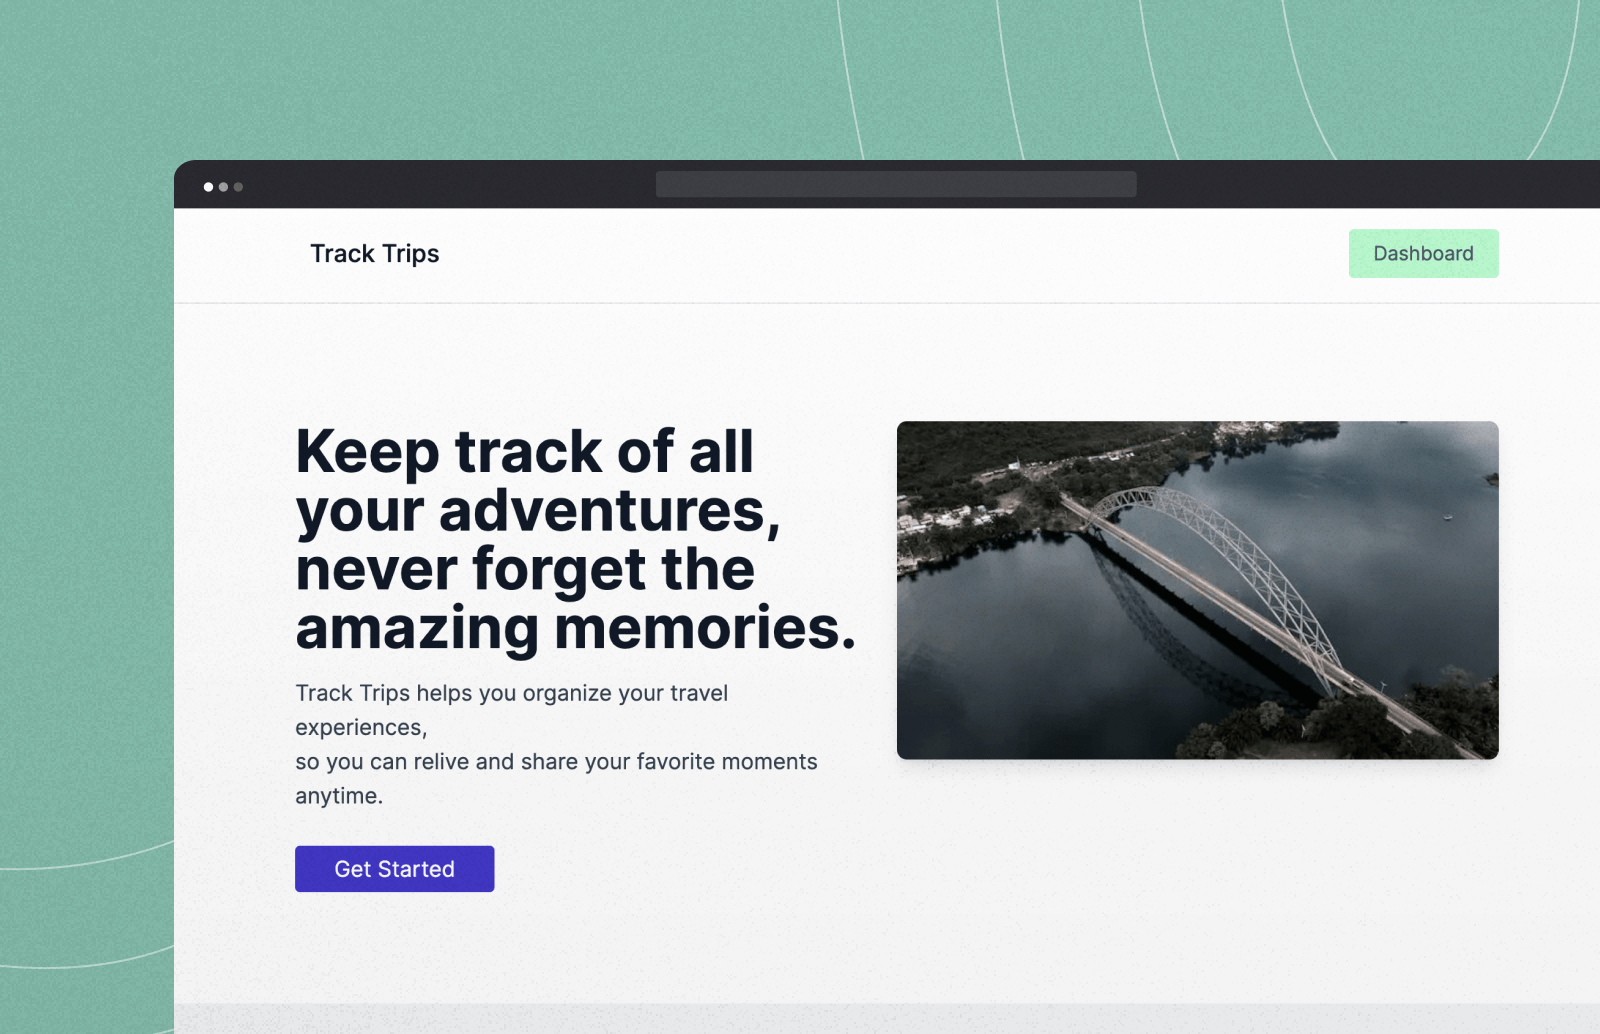 Track Trips
Dashboard
Keep track of all
your adventures,
never forget the
amazing memories.
Track Trips helps you organize your travel
experiences,
so you can relive and share your favorite moments
anytime.
Get Started